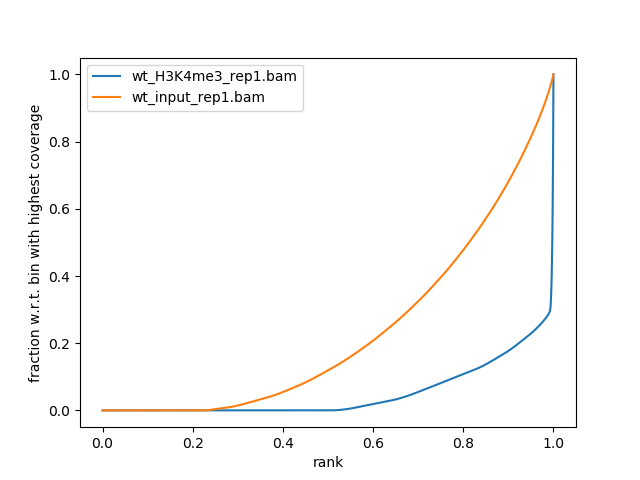 wt_H3K4me3_rep1.bam
wt_input_rep1.bam
fraction w.r.t. bin with highest coverage
1.0
0.8
0.6
0.4
0.2
0.0
0.0 0.2 0.4 0.6 0.8 1.0
rank